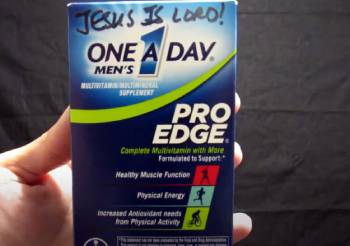 JESUS IS LORD!
ONE A DAY®
1
MEN'S
MULTIVITAMIN/MULTIMINERAL
SUPPLEMENT
PRO
EDGE®
Complete Multivitamin with More
Formulated to Support:*
Healthy Muscle Function
Physical Energy
Increased Antioxidant needs
from Physical Activity